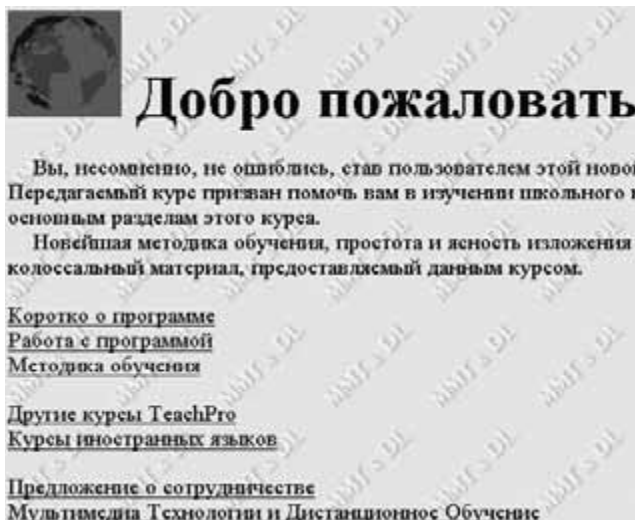 Добро пожаловать
Вы, несомненно, не ошиблись, став пользователем этой новой
Передагаемый курс призван помочь вам в изучении школьного
основным разделам этого курса.
Новейшая методика обучения, простота и ясность изложения
колоссальный материал, предоставляемый данным курсом.
Коротко о программе
Работа с программой
Методика обучения
Другие курсы TeachPro
Курсы иностранных языков
Предложение о сотрудничестве
Мультимедиа Технологии и Дистанционное Обучение